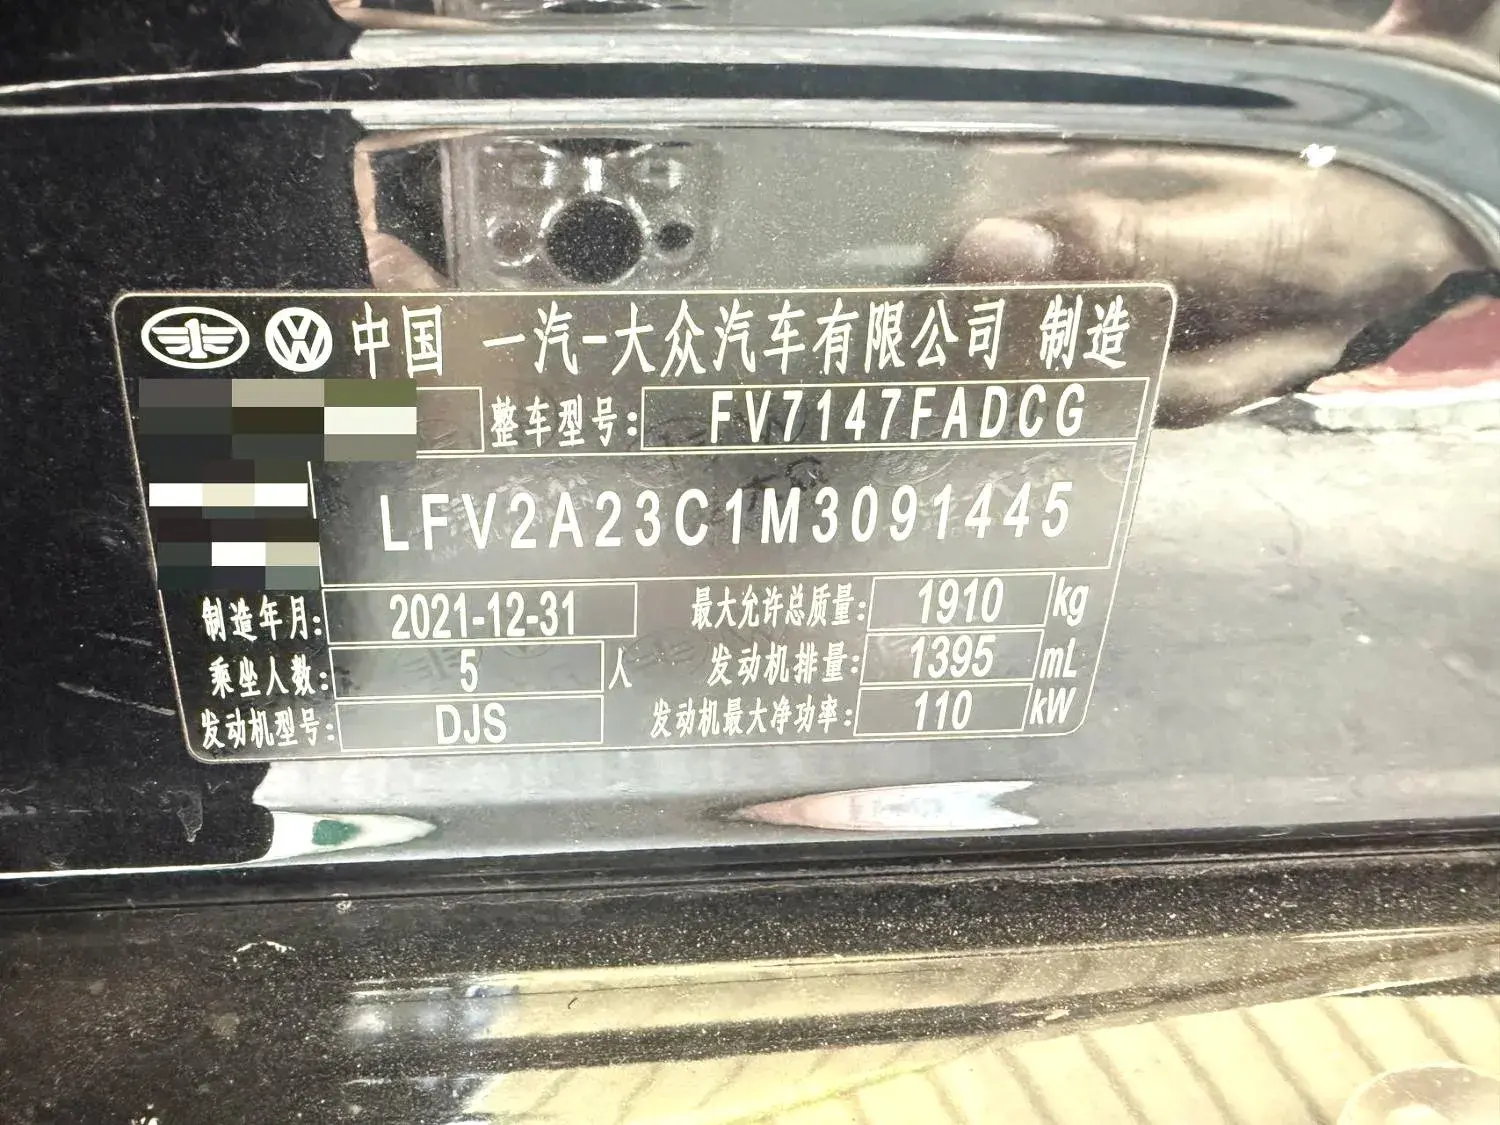 中国 一汽-大众汽车有限公司 制造
整车型号: FV7147FADCG
LFV2A23C1M3091445
制造年月: 2021-12-31 最大允许总质量: 1910 kg
乘坐人数: 5 人 发动机排量: 1395 mL
发动机型号: DJS 发动机最大净功率: 110 kW